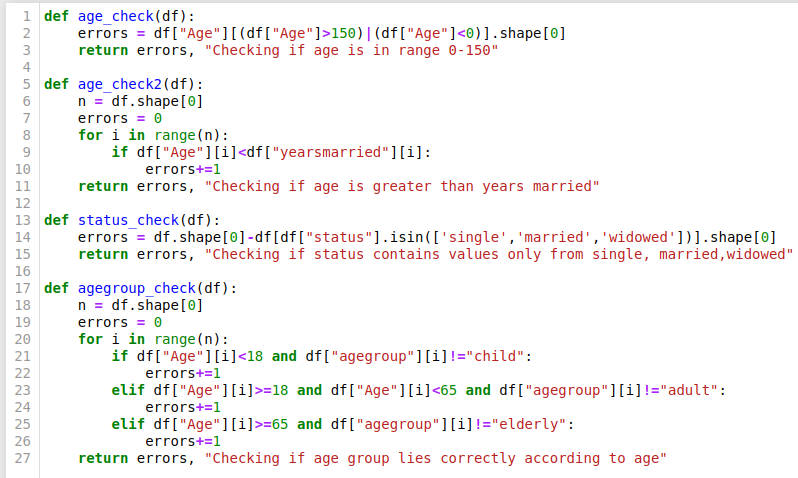 1 def age_check(df):
2     errors = df["Age"][(df["Age"]>150)|(df["Age"]<0)].shape[0]
3     return errors, "Checking if age is in range 0-150"
4
5 def age_check2(df):
6     n = df.shape[0]
7     errors = 0
8     for i in range(n):
9         if df["Age"][i]<df["yearsmarried"][i]:
10             errors+=1
11     return errors, "Checking if age is greater than years married"
12
13 def status_check(df):
14     errors = df.shape[0]-df[df["status"].isin(['single','married','widowed'])].shape[0]
15     return errors, "Checking if status contains values only from single, married,widowed"
16
17 def agegroup_check(df):
18     n = df.shape[0]
19     errors = 0
20     for i in range(n):
21         if df["Age"][i]<18 and df["agegroup"][i]!="child":
22             errors+=1
23         elif df["Age"][i]>=18 and df["Age"][i]<65 and df["agegroup"][i]!="adult":
24             errors+=1
25         elif df["Age"][i]>=65 and df["agegroup"][i]!="elderly":
26             errors+=1
27     return errors, "Checking if age group lies correctly according to age"